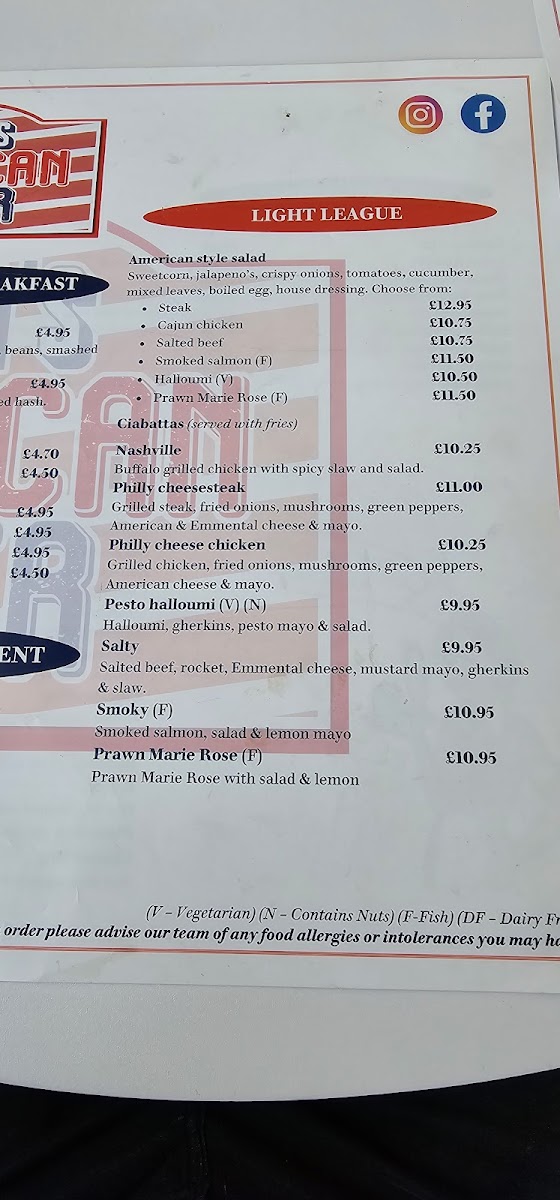 S
CAN
R
AKFAST
£4.95
beans, smashed
£4.95
ed hash.
£4.70
£4.50
£4.95
£4.95
£4.95
£4.50
ENT
LIGHT LEAGUE
American style salad
Sweetcorn, jalapeno's, crispy onions, tomatoes, cucumber,
mixed leaves, boiled egg, house dressing. Choose from:
• Steak £12.95
• Cajun chicken £10.75
• Salted beef £10.75
• Smoked salmon (F) £11.50
• Halloumi (V) £10.50
• Prawn Marie Rose (F) £11.50
Ciabattas (served with fries)
Nashville £10.25
Buffalo grilled chicken with spicy slaw and salad.
Philly cheesesteak £11.00
Grilled steak, fried onions, mushrooms, green peppers,
American & Emmental cheese & mayo.
Philly cheese chicken £10.25
Grilled chicken, fried onions, mushrooms, green peppers,
American cheese & mayo.
Pesto halloumi (V) (N) £9.95
Halloumi, gherkins, pesto mayo & salad.
Salty £9.95
Salted beef, rocket, Emmental cheese, mustard mayo, gherkins
& slaw.
Smoky (F) £10.95
Smoked salmon, salad & lemon mayo
Prawn Marie Rose (F) £10.95
Prawn Marie Rose with salad & lemon
(V – Vegetarian) (N – Contains Nuts) (F-Fish) (DF – Dairy Fr
order please advise our team of any food allergies or intolerances you may ha